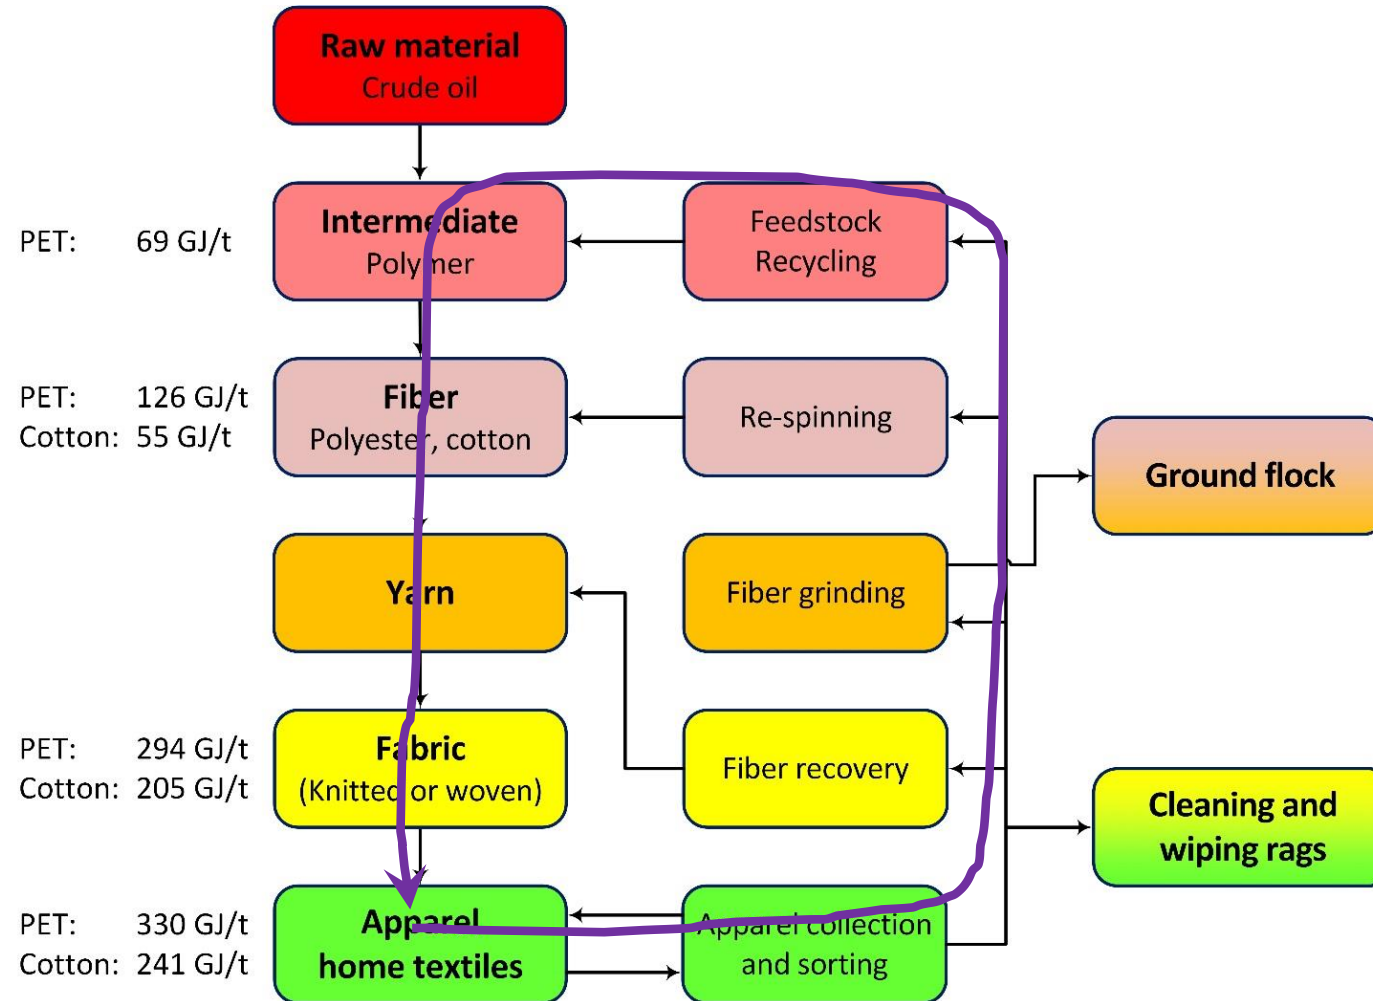 Raw material
Crude oil
Intermediate
Polymer
Feedstock
Recycling
PET: 69 GJ/t
Fiber
Polyester, cotton
Re-spinning
PET: 126 GJ/t
Cotton: 55 GJ/t
Ground flock
Yarn
Fiber grinding
Fabric
(Knitted or woven)
Fiber recovery
PET: 294 GJ/t
Cotton: 205 GJ/t
Cleaning and
wiping rags
Apparel
home textiles
Apparel collection
and sorting
PET: 330 GJ/t
Cotton: 241 GJ/t